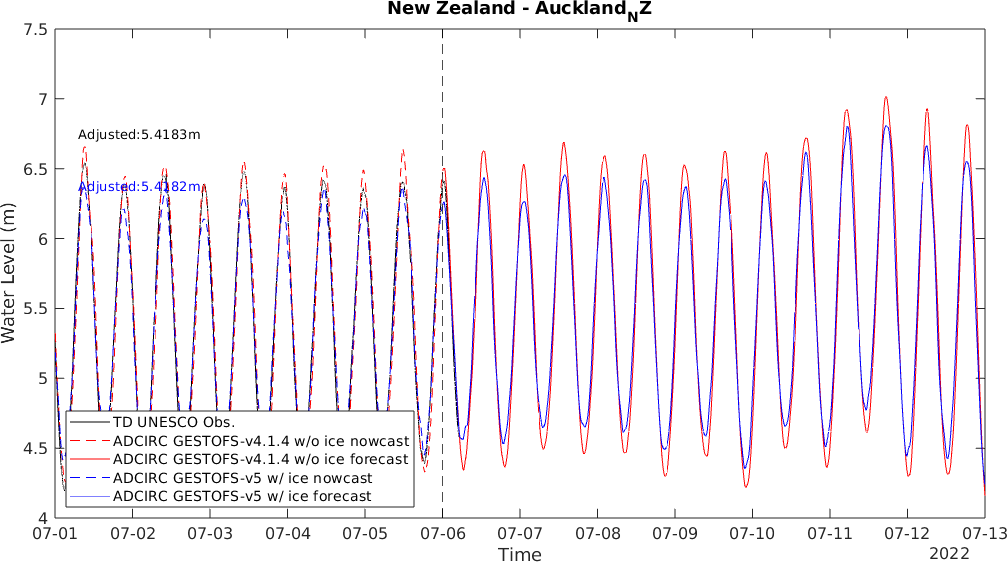 New Zealand - Auckland_NZ
7.5
7
6.5
6
5.5
5
4.5
4
Water Level (m)
Adjusted:5.4183m
Adjusted:5.4282m
TD UNESCO Obs.
ADCIRC GESTOFS-v4.1.4 w/o ice nowcast
ADCIRC GESTOFS-v4.1.4 w/o ice forecast
ADCIRC GESTOFS-v5 w/ ice nowcast
ADCIRC GESTOFS-v5 w/ ice forecast
07-01 07-02 07-03 07-04 07-05 07-06 07-07 07-08 07-09 07-10 07-11 07-12 07-13
Time
2022